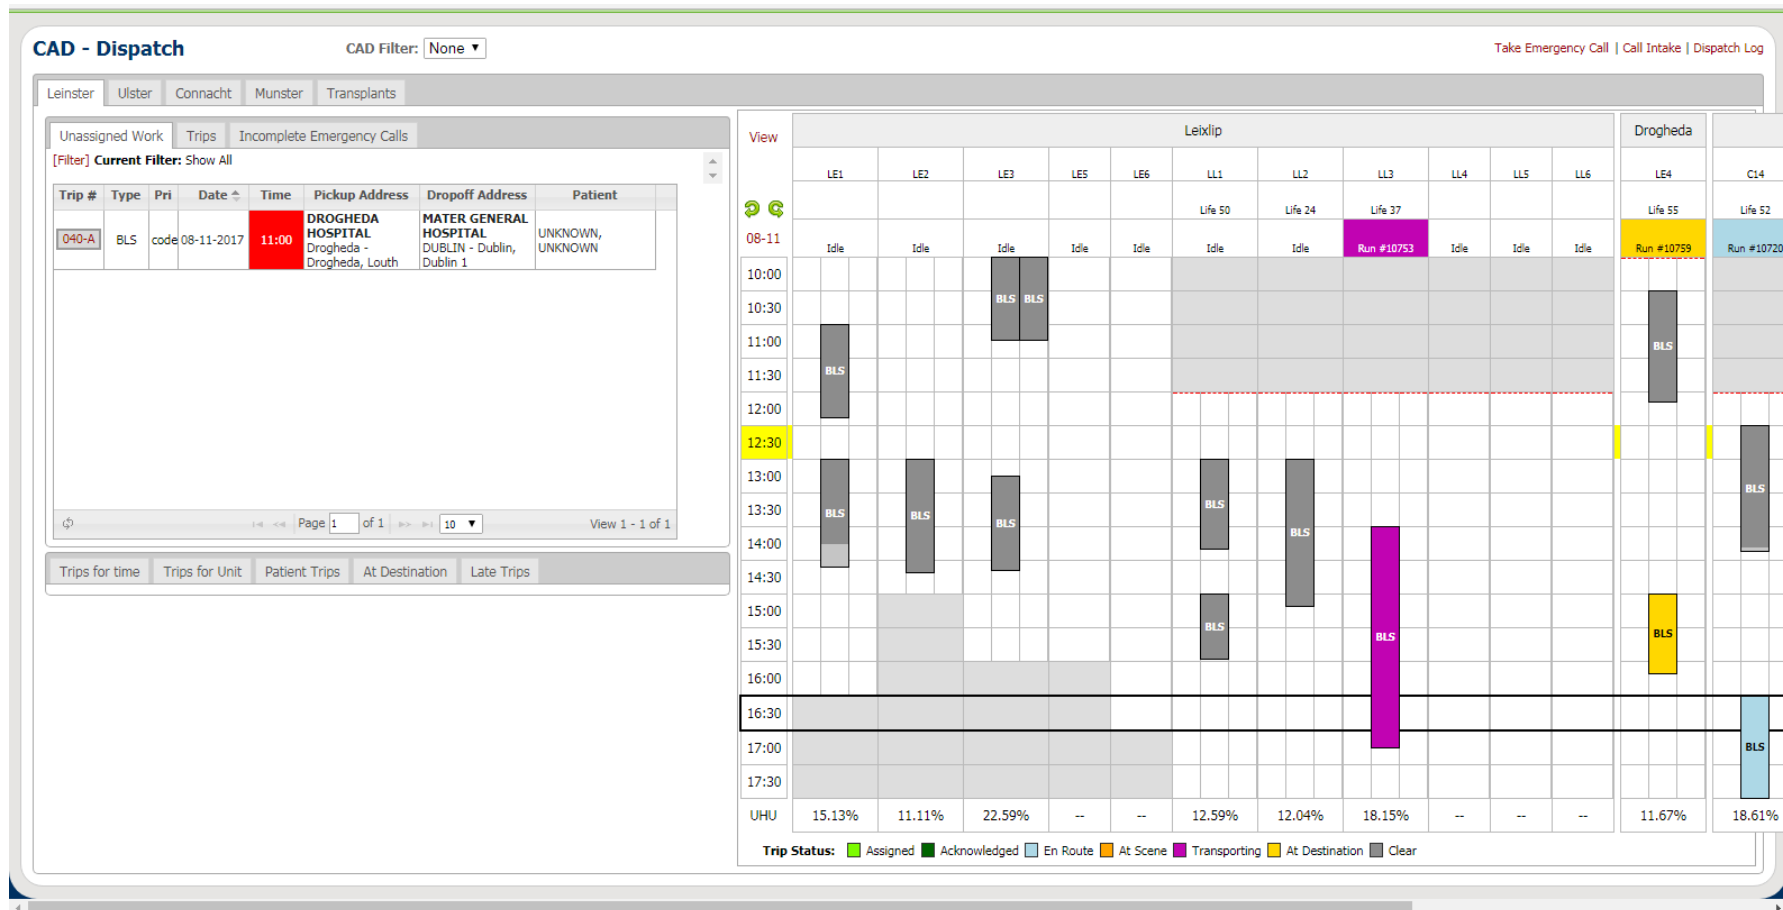 CAD - Dispatch
CAD Filter: None
Take Emergency Call | Call Intake | Dispatch Log
Leinster Ulster Connacht Munster Transplants
Unassigned Work Trips Incomplete Emergency Calls
[Filter] Current Filter: Show All
Trip # Type Pri Date Time Pickup Address Dropoff Address Patient
040-A BLS code 08-11-2017 11:00
DROGHEDA
HOSPITAL
Drogheda -
Drogheda, Louth
MATER GENERAL
HOSPITAL
DUBLIN - Dublin,
Dublin 1
UNKNOWN,
UNKNOWN
Page 1 of 1 10 View 1 - 1 of 1
Trips for time Trips for Unit Patient Trips At Destination Late Trips
View Leixlip Drogheda
LE1 LE2 LE3 LE5 LE6 LL1 LL2 LL3 LL4 LL5 LL6 LE4 C14
Life 50 Life 24 Life 37 Life 55 Life 52
08-11 Idle Idle Idle Idle Idle Idle Idle Run #10753 Idle Idle Idle Run #10759 Run #10720
10:00
10:30 BLS BLS
11:00 BLS
11:30 BLS
12:00
12:30
13:00 BLS
13:30 BLS BLS BLS BLS
14:00 BLS
14:30
15:00 BLS
15:30 BLS BLS
16:00
16:30
17:00 BLS
17:30
UHU 15.13% 11.11% 22.59% -- -- 12.59% 12.04% 18.15% -- -- -- 11.67% 18.61%
Trip Status: Assigned Acknowledged En Route At Scene Transporting At Destination Clear